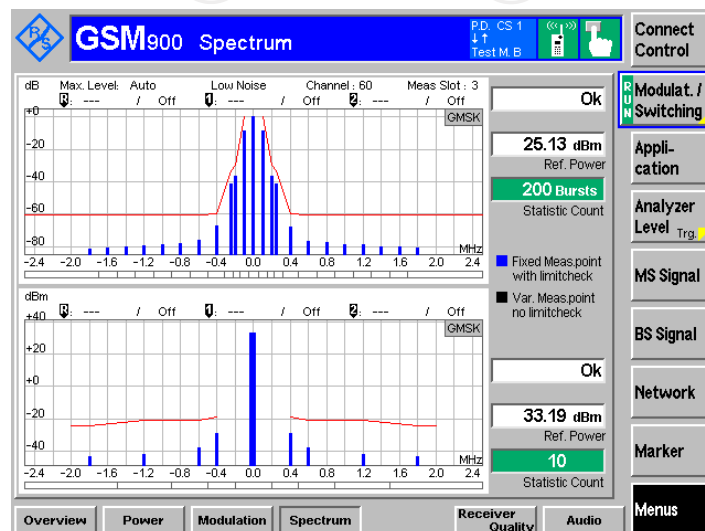 R&S
GSM900 Spectrum
P.D. CS 1
Test M. B
Connect Control
dB Max. Level: Auto Low Noise Channel : 60 Meas Slot : 3
R: --- / Off 1: --- / Off 2: --- / Off
GMSK
+0
-20
-40
-60
-80
MHz
-2.4 -2.0 -1.6 -1.2 -0.8 -0.4 0.0 0.4 0.8 1.2 1.6 2.0 2.4
Ok
25.13 dBm
Ref. Power
200 Bursts
Statistic Count
Fixed Meas.point
with limitcheck
Var. Meas.point
no limitcheck
dBm
R: --- / Off 1: --- / Off 2: --- / Off
GMSK
+40
+20
+0
-20
-40
MHz
-2.4 -2.0 -1.6 -1.2 -0.8 -0.4 0.0 0.4 0.8 1.2 1.6 2.0 2.4
Ok
33.19 dBm
Ref. Power
10
Statistic Count
RUN
Modulat. /
Switching
Appli-
cation
Analyzer
Level Trg.
MS Signal
BS Signal
Network
Marker
Menus
Overview Power Modulation Spectrum Receiver Quality Audio